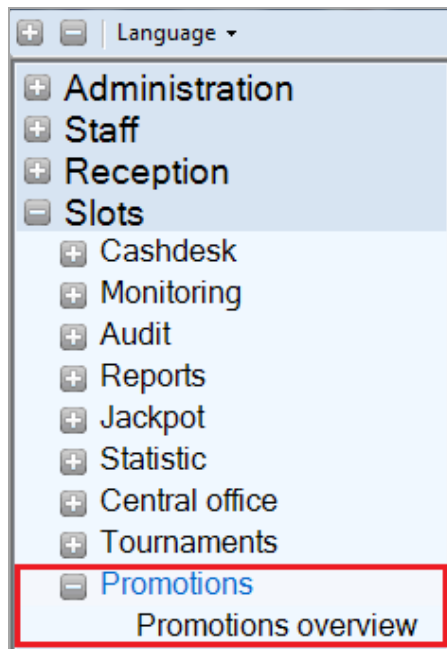 Language
Administration
Staff
Reception
Slots
Cashdesk
Monitoring
Audit
Reports
Jackpot
Statistic
Central office
Tournaments
Promotions
Promotions overview